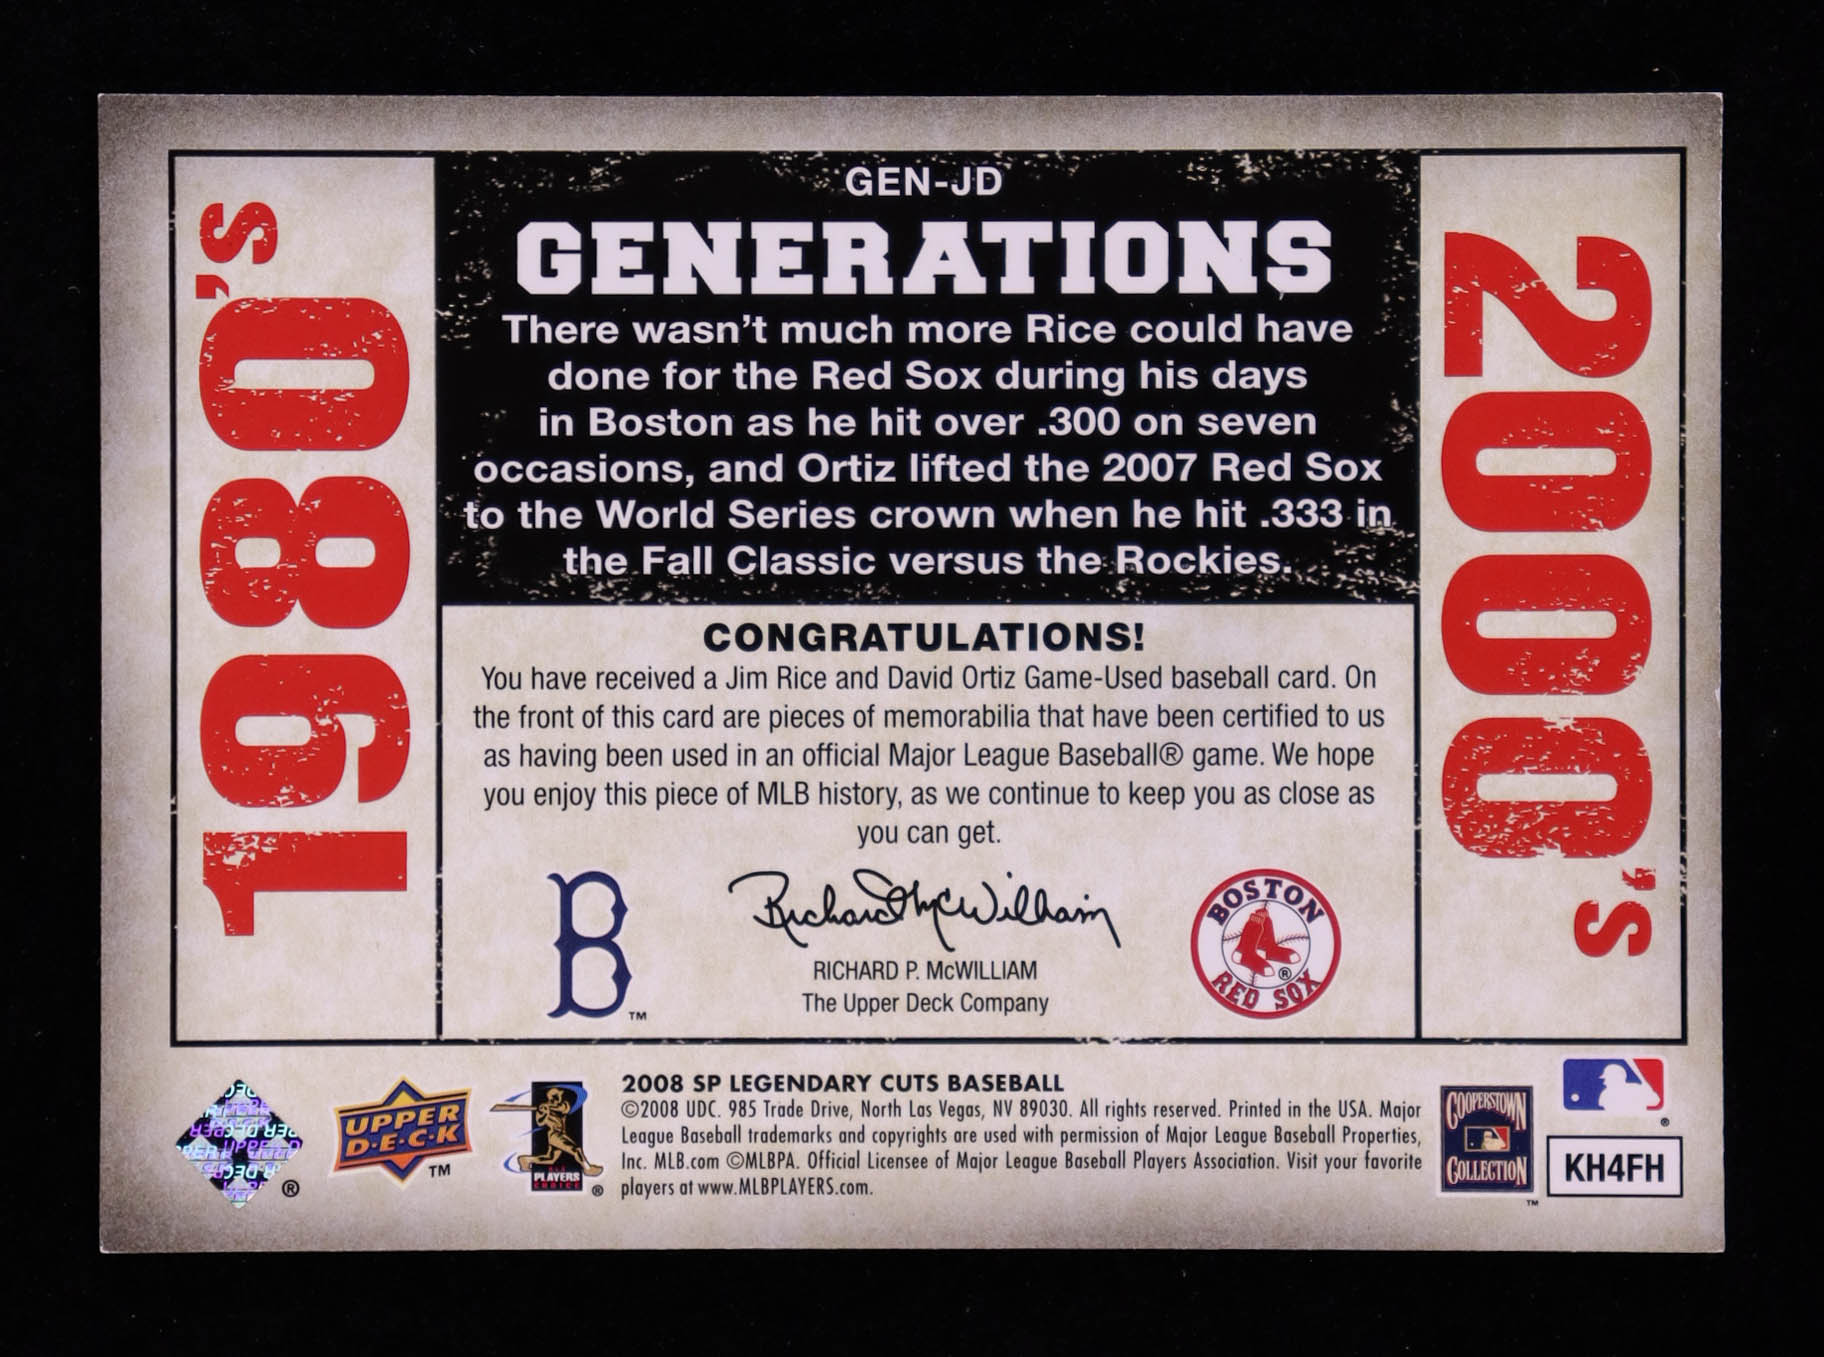 GEN-JD
GENERATIONS
There wasn't much more Rice could have
done for the Red Sox during his days
in Boston as he hit over .300 on seven
occasions, and Ortiz lifted the 2007 Red Sox
to the World Series crown when he hit .333 in
the Fall Classic versus the Rockies.
1980's
2000's
CONGRATULATIONS!
You have received a Jim Rice and David Ortiz Game-Used baseball card. On
the front of this card are pieces of memorabilia that have been certified to us
as having been used in an official Major League Baseball® game. We hope
you enjoy this piece of MLB history, as we continue to keep you as close as
you can get.
B
TM
Richard McWilliam
RICHARD P. McWILLIAM
The Upper Deck Company
BOSTON
RED SOX
®
®
UPPER
D·E·C·K
TM
PLAYERS
CHOICE
®
2008 SP LEGENDARY CUTS BASEBALL
©2008 UDC. 985 Trade Drive, North Las Vegas, NV 89030. All rights reserved. Printed in the USA. Major
League Baseball trademarks and copyrights are used with permission of Major League Baseball Properties,
Inc. MLB.com ©MLBPA. Official Licensee of Major League Baseball Players Association. Visit your favorite
players at www.MLBPLAYERS.com.
COOPERSTOWN
COLLECTION
TM
®
KH4FH